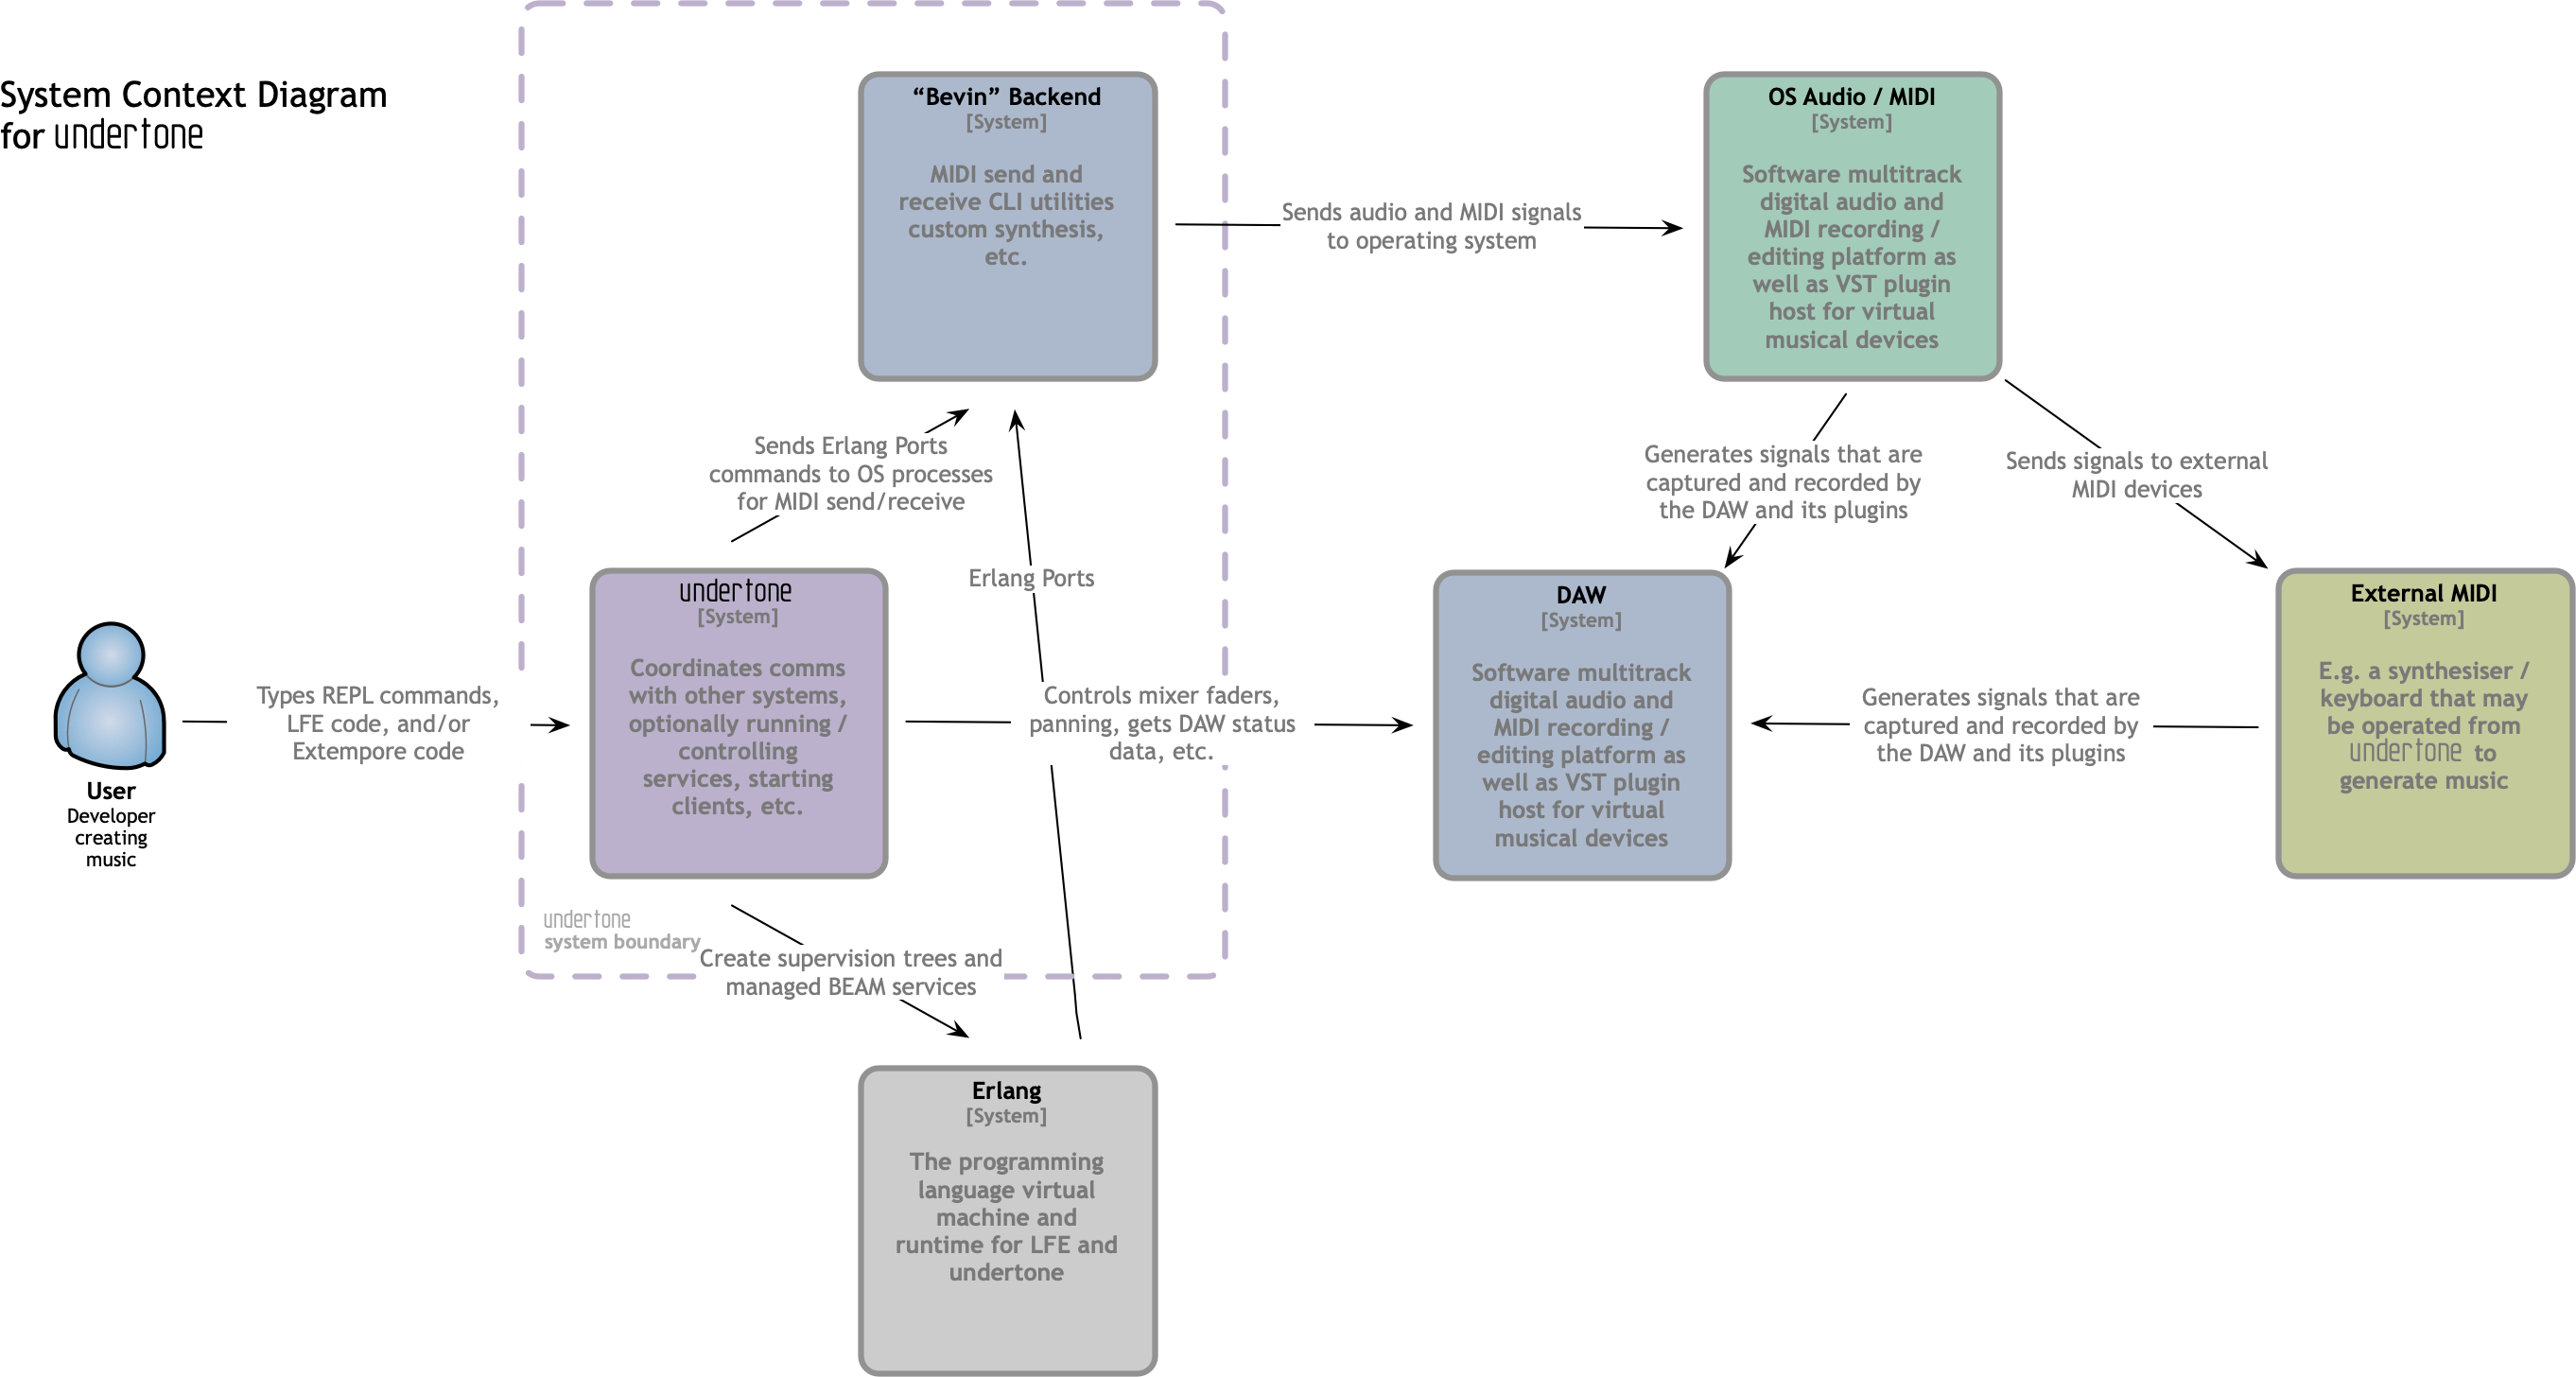 System Context Diagram
for undertone
“Bevin” Backend
[System]
MIDI send and
receive CLI utilities
custom synthesis,
etc.
Sends audio and MIDI signals
to operating system
OS Audio / MIDI
[System]
Software multitrack
digital audio and
MIDI recording /
editing platform as
well as VST plugin
host for virtual
musical devices
Sends Erlang Ports
commands to OS processes
for MIDI send/receive
Erlang Ports
Generates signals that are
captured and recorded by
the DAW and its plugins
Sends signals to external
MIDI devices
User
Developer
creating
music
Types REPL commands,
LFE code, and/or
Extempore code
undertone
[System]
Coordinates comms
with other systems,
optionally running /
controlling
services, starting
clients, etc.
Controls mixer faders,
panning, gets DAW status
data, etc.
DAW
[System]
Software multitrack
digital audio and
MIDI recording /
editing platform as
well as VST plugin
host for virtual
musical devices
Generates signals that are
captured and recorded by
the DAW and its plugins
External MIDI
[System]
E.g. a synthesiser /
keyboard that may
be operated from
undertone to
generate music
undertone
system boundary
Create supervision trees and
managed BEAM services
Erlang
[System]
The programming
language virtual
machine and
runtime for LFE and
undertone